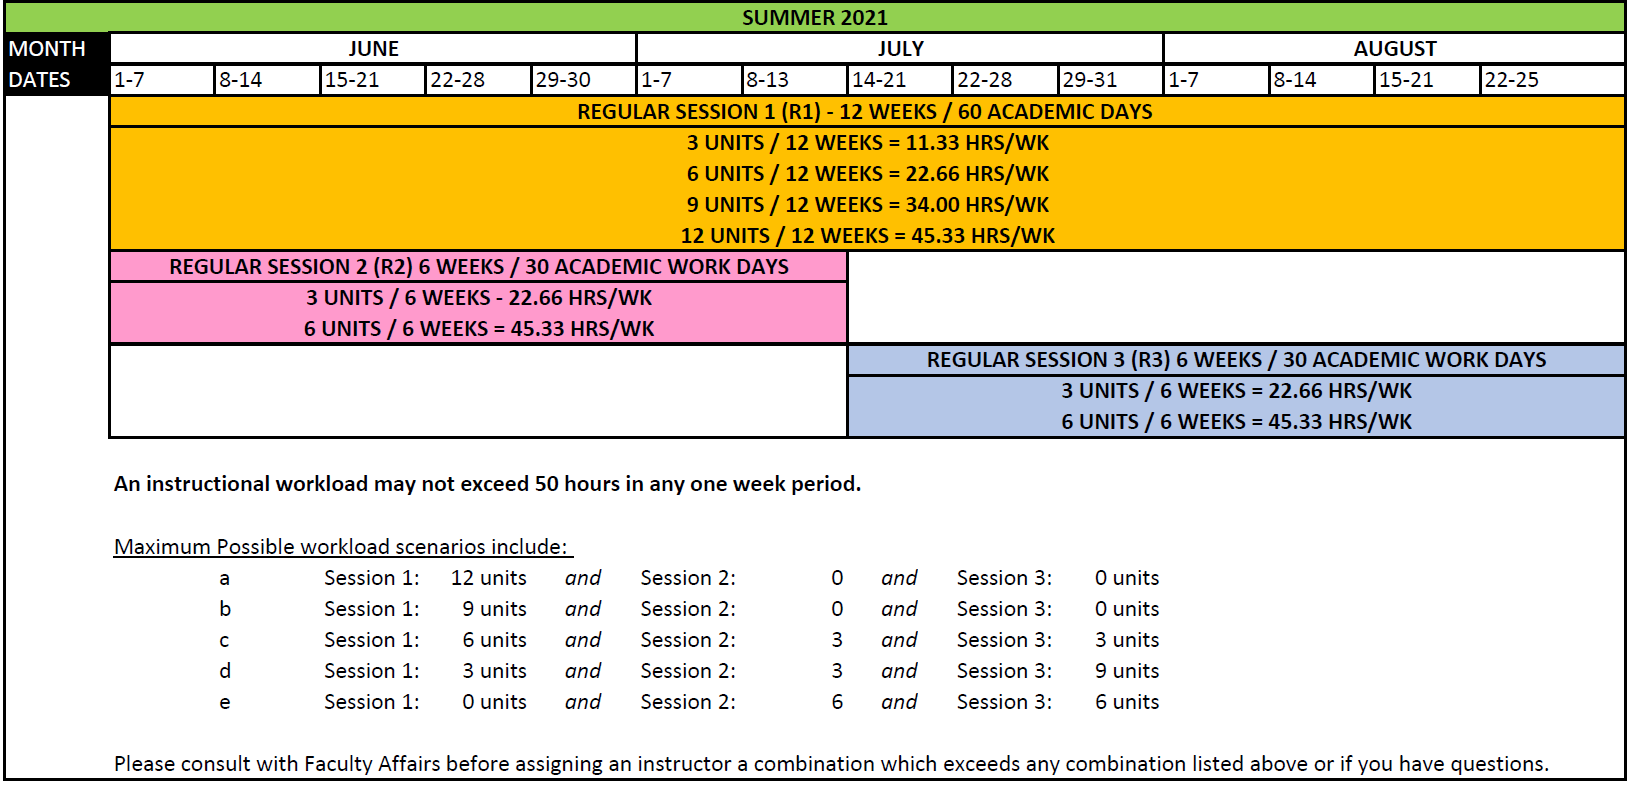 SUMMER 2021
MONTH JUNE JULY AUGUST
DATES 1-7 8-14 15-21 22-28 29-30 1-7 8-13 14-21 22-28 29-31 1-7 8-14 15-21 22-25
REGULAR SESSION 1 (R1) - 12 WEEKS / 60 ACADEMIC DAYS
3 UNITS / 12 WEEKS = 11.33 HRS/WK
6 UNITS / 12 WEEKS = 22.66 HRS/WK
9 UNITS / 12 WEEKS = 34.00 HRS/WK
12 UNITS / 12 WEEKS = 45.33 HRS/WK
REGULAR SESSION 2 (R2) 6 WEEKS / 30 ACADEMIC WORK DAYS
3 UNITS / 6 WEEKS - 22.66 HRS/WK
6 UNITS / 6 WEEKS = 45.33 HRS/WK
REGULAR SESSION 3 (R3) 6 WEEKS / 30 ACADEMIC WORK DAYS
3 UNITS / 6 WEEKS = 22.66 HRS/WK
6 UNITS / 6 WEEKS = 45.33 HRS/WK
An instructional workload may not exceed 50 hours in any one week period.
Maximum Possible workload scenarios include:
a Session 1: 12 units and Session 2: 0 and Session 3: 0 units
b Session 1: 9 units and Session 2: 0 and Session 3: 0 units
c Session 1: 6 units and Session 2: 3 and Session 3: 3 units
d Session 1: 3 units and Session 2: 3 and Session 3: 9 units
e Session 1: 0 units and Session 2: 6 and Session 3: 6 units
Please consult with Faculty Affairs before assigning an instructor a combination which exceeds any combination listed above or if you have questions.